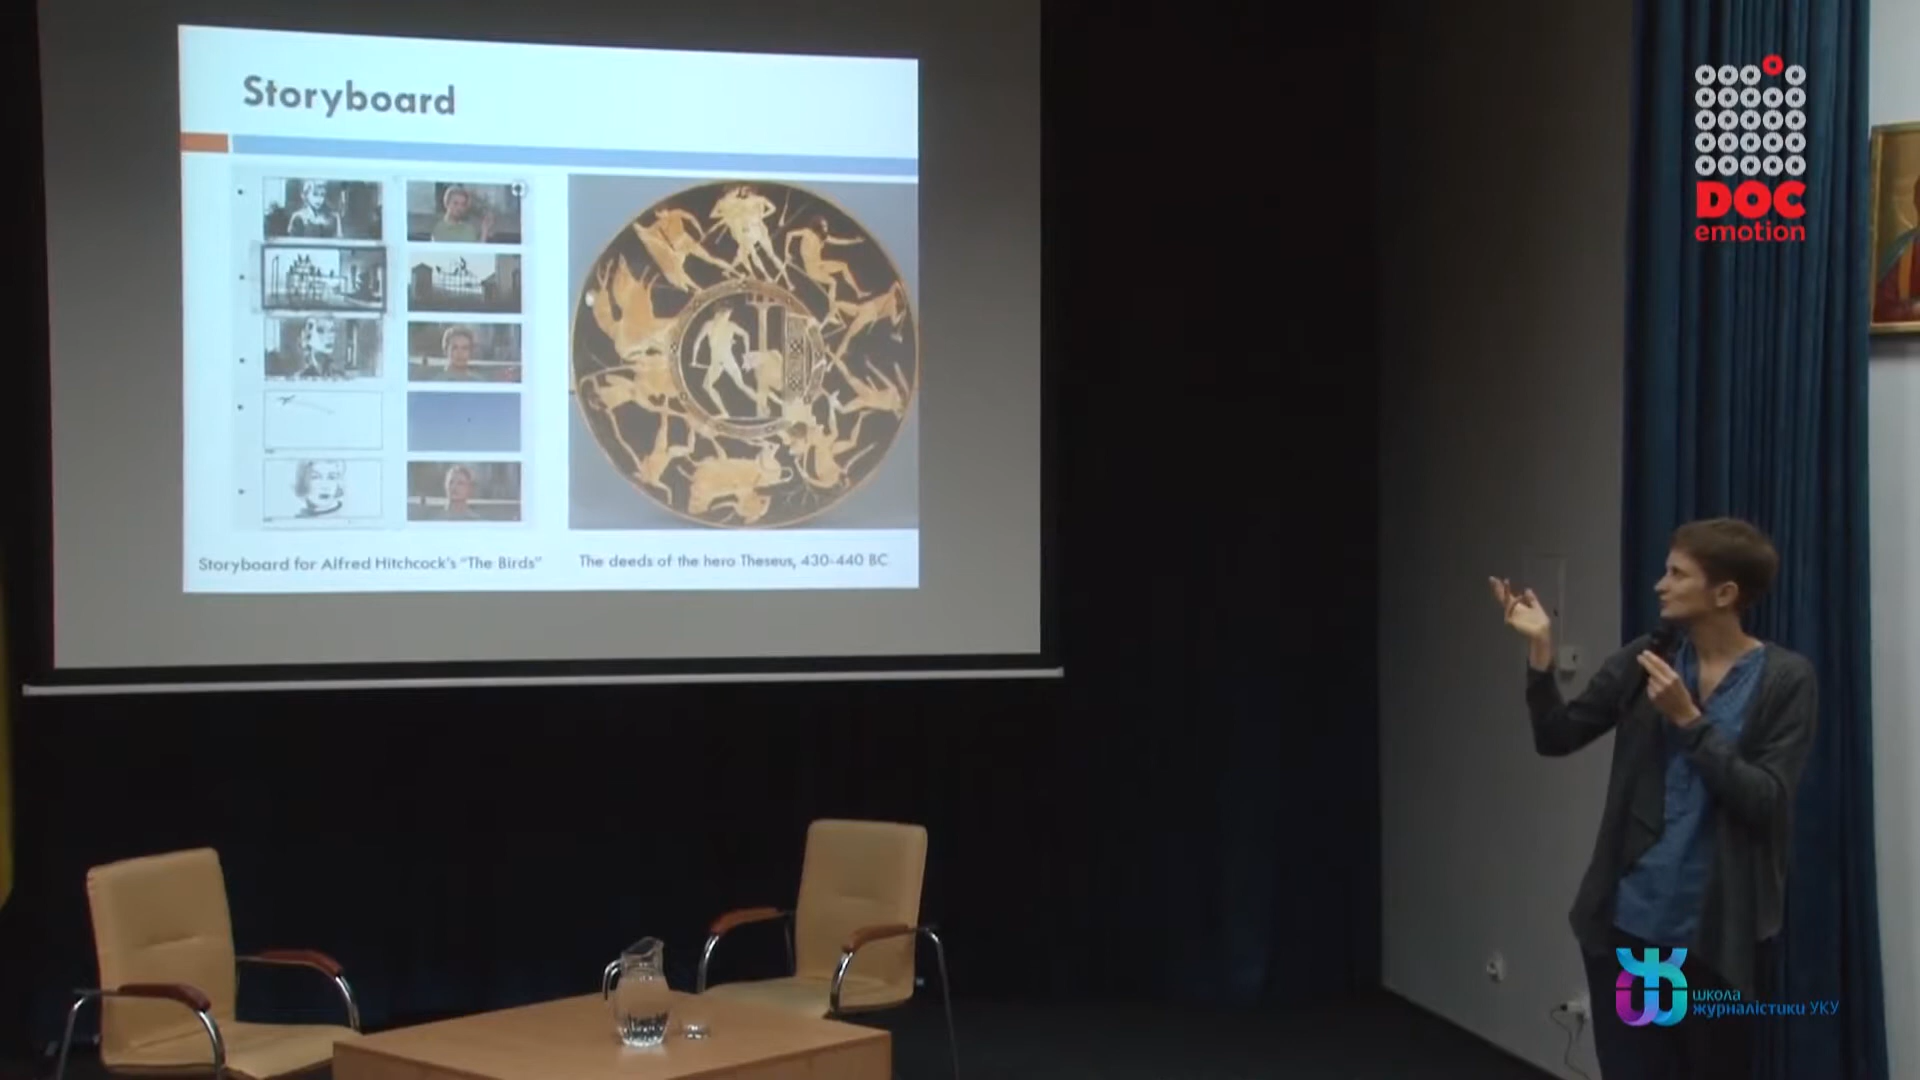 Storyboard
Storyboard for Alfred Hitchcock's "The Birds"
The deeds of the hero Theseus, 430-440 BC
DOC
emotion
школа
журналістики УКУ